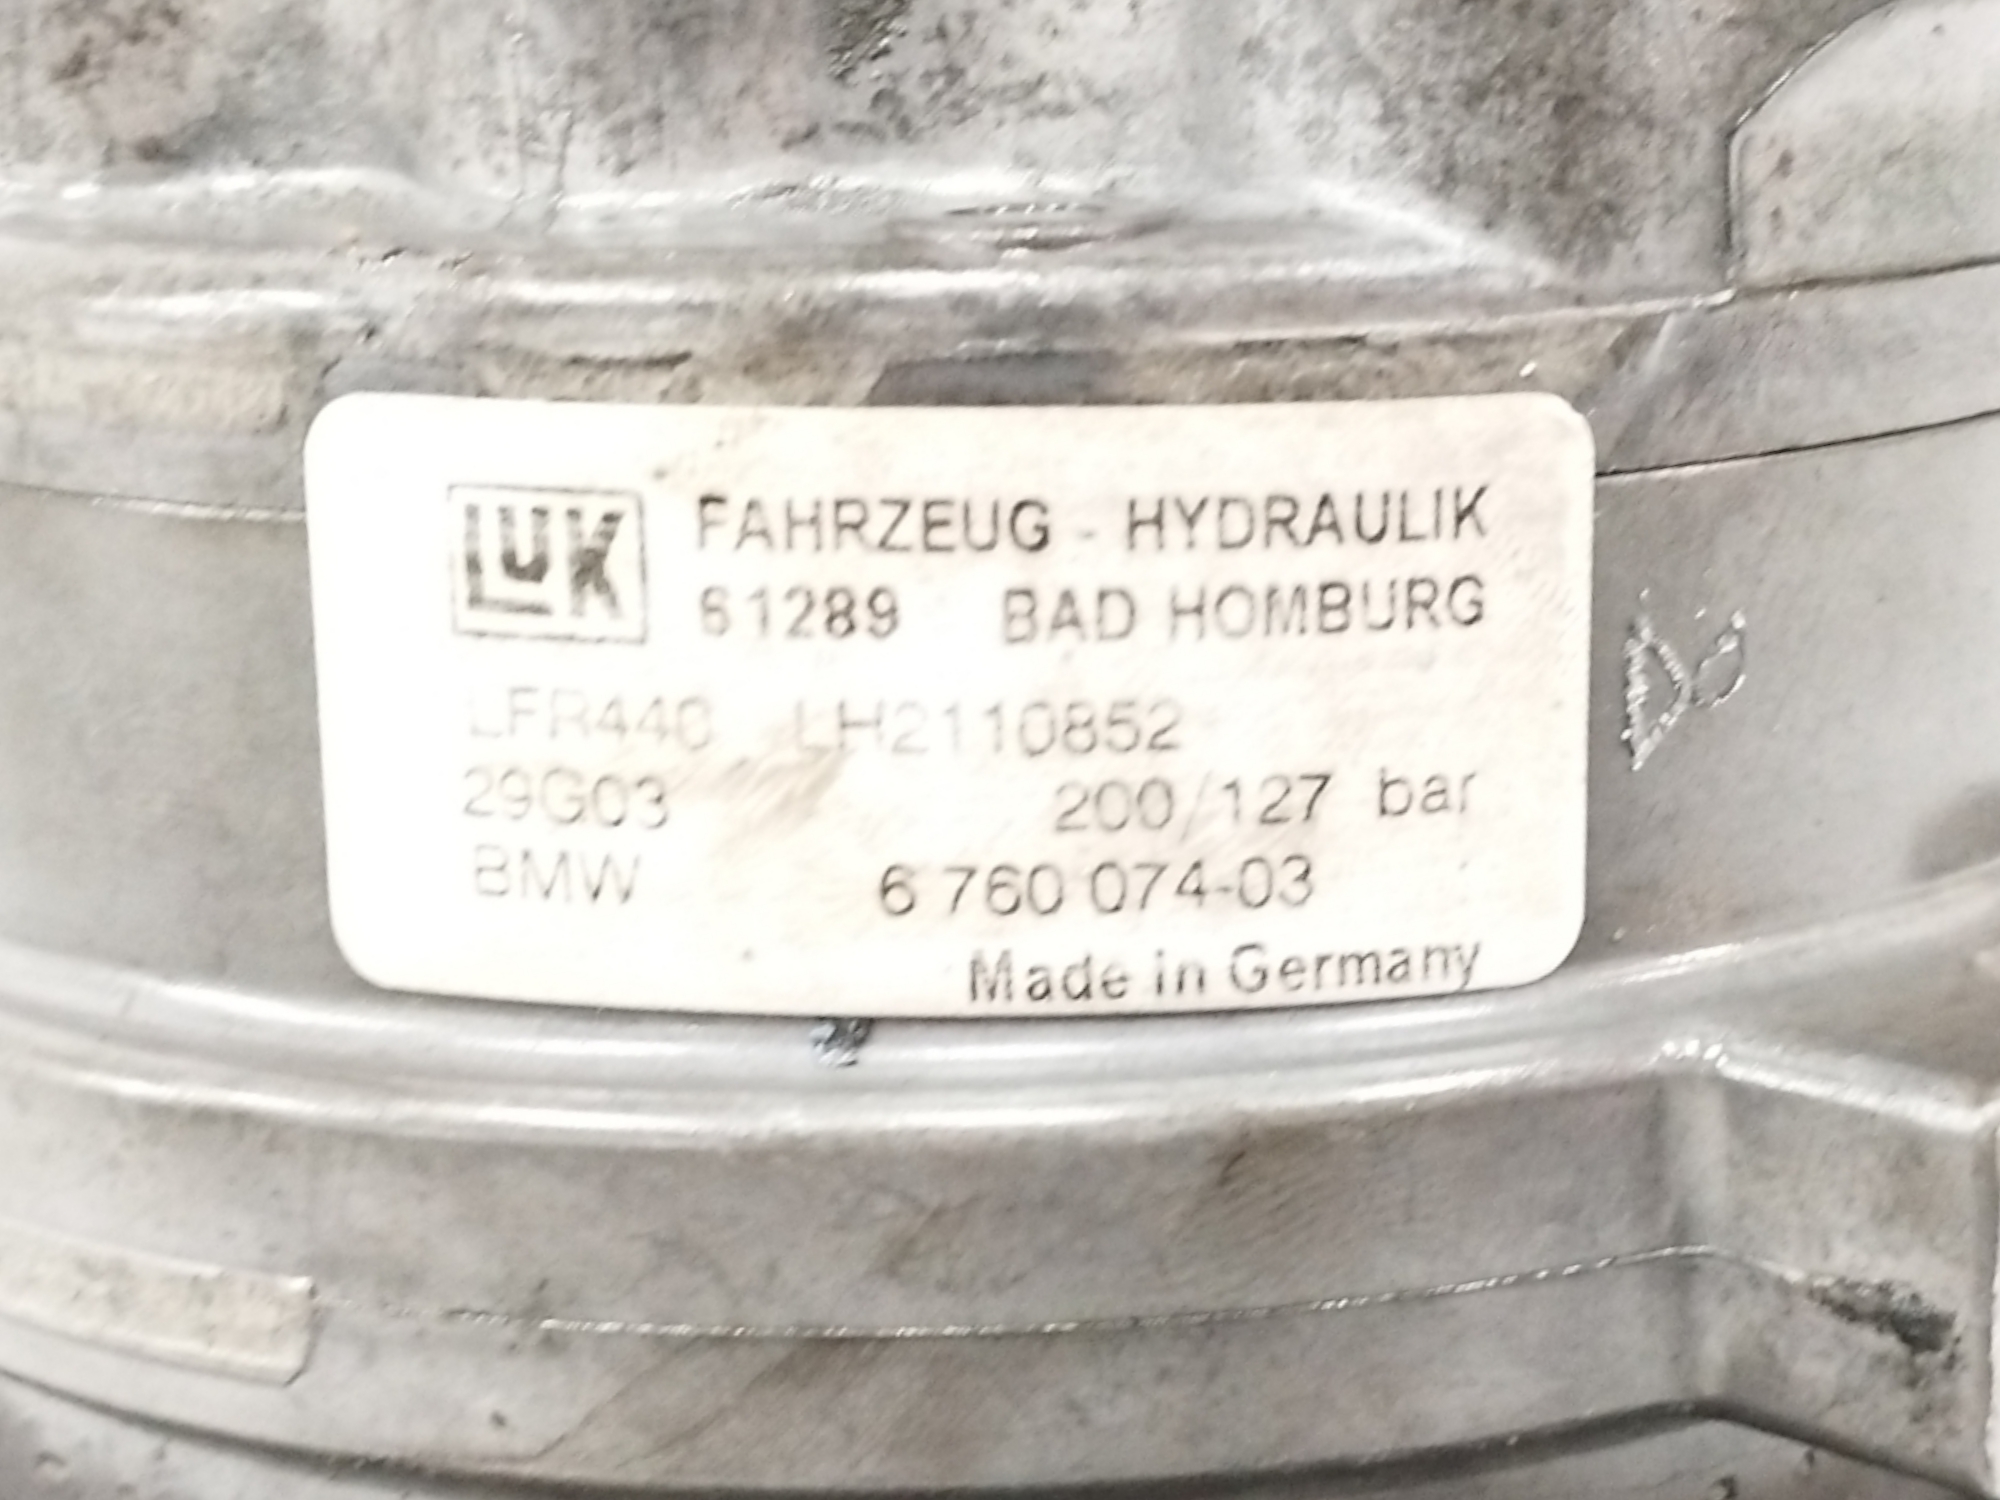 LUK FAHRZEUG - HYDRAULIK
61289 BAD HOMBURG
LFR440 LH2110852
29G03 200/127 bar
BMW 6 760 074-03
Made in Germany